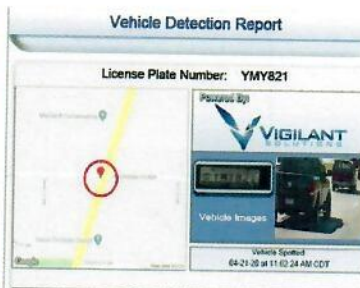 Vehicle Detection Report
License Plate Number: YMY821
Powered By:
VIGILANT
SOLUTIONS
Vehicle Images
Vehicle Spotted
04-21-20 at 11:02:24 AM CDT
Google